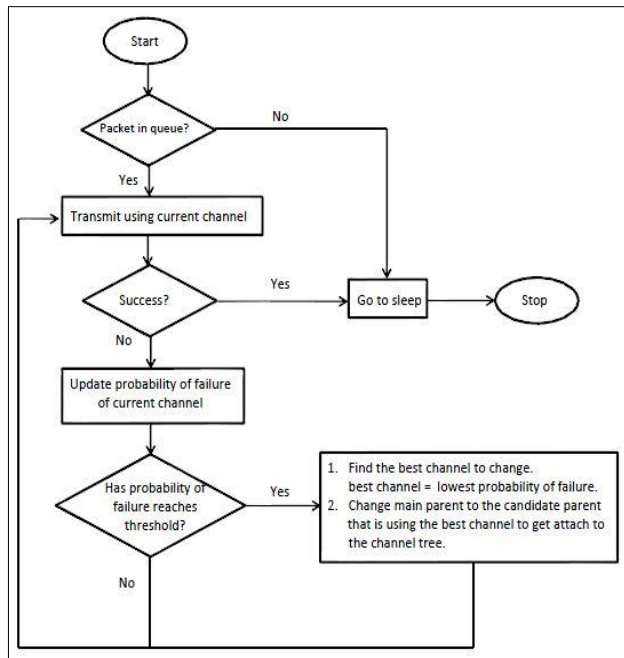 Start
Packet in queue?
No
Yes
Transmit using current channel
Success?
Yes
Go to sleep
Stop
No
Update probability of failure
of current channel
Has probability of
failure reaches
threshold?
Yes
1. Find the best channel to change.
best channel = lowest probability of failure.
2. Change main parent to the candidate parent
that is using the best channel to get attach to
the channel tree.
No